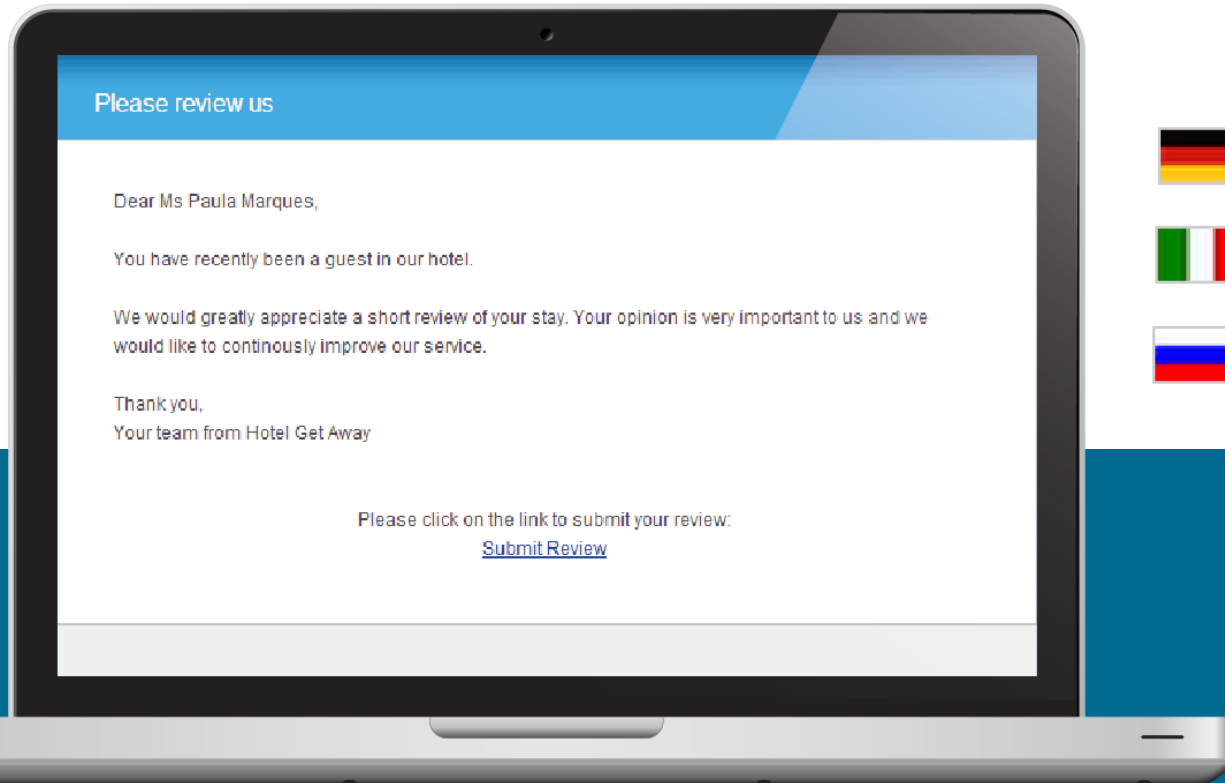 Please review us
Dear Ms Paula Marques,
You have recently been a guest in our hotel.
We would greatly appreciate a short review of your stay. Your opinion is very important to us and we
would like to continously improve our service.
Thank you,
Your team from Hotel Get Away
Please click on the link to submit your review:
Submit Review